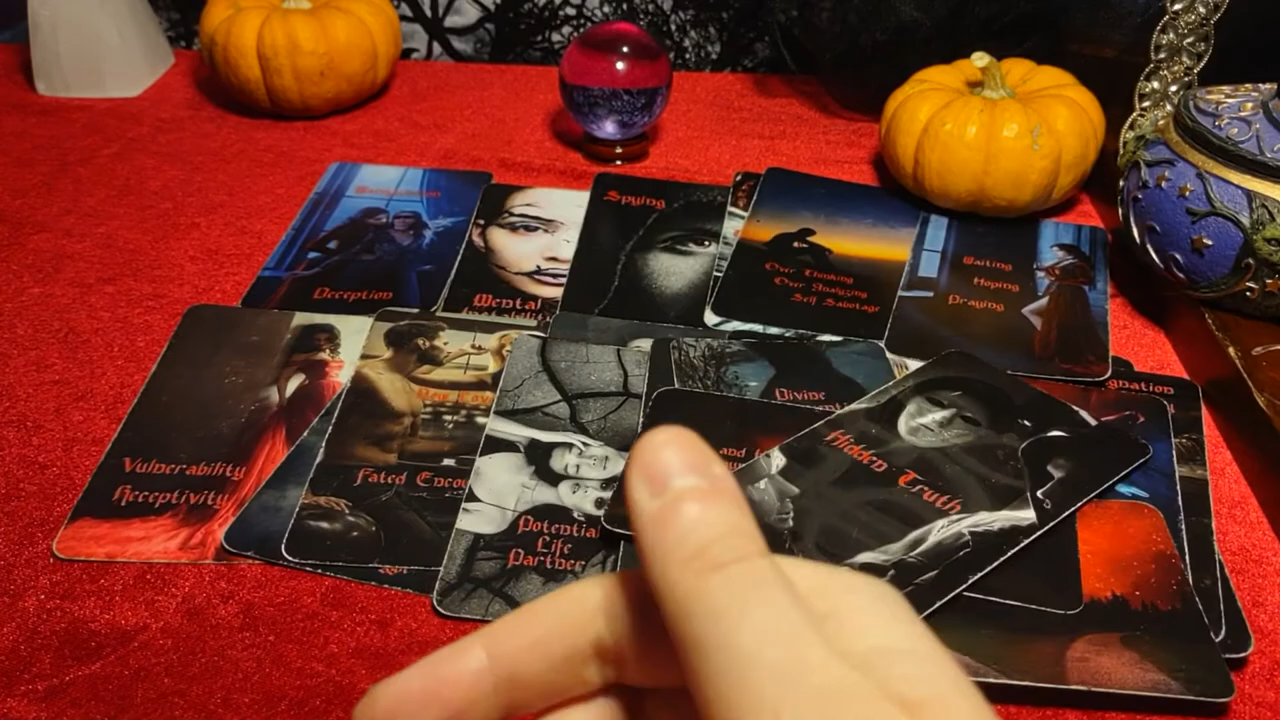 Deception
Mental
Spying
Over Thinking
Over Analyzing
Self Sabotage
Waiting
Hoping
Praying
Vulnerability
Receptivity
Fated
Potential
Life
Partner
Divine
and
Hidden Truth